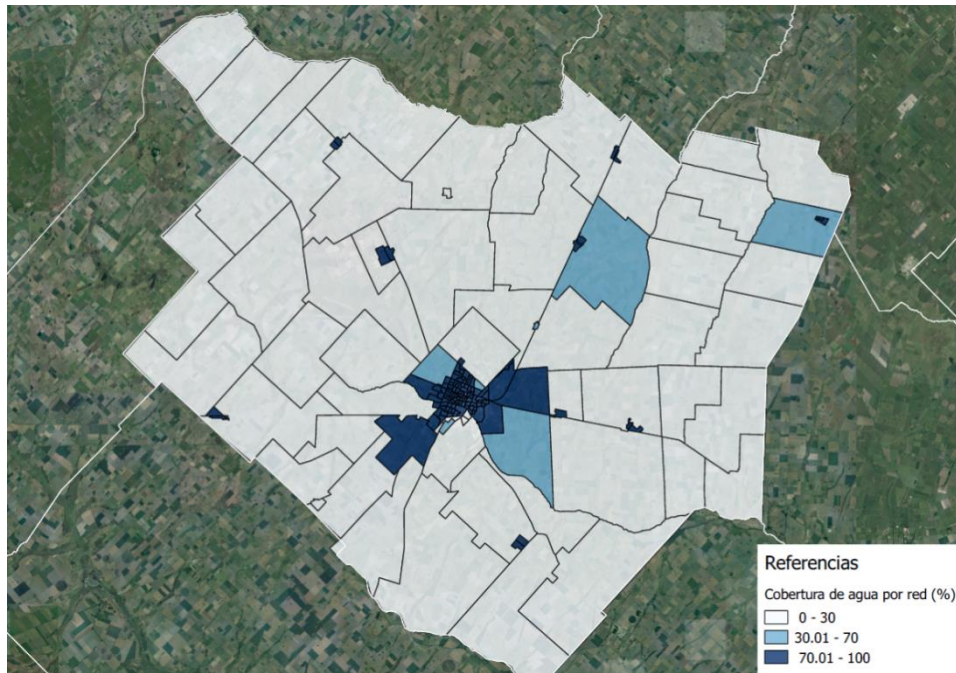 Referencias
Cobertura de agua por red (%)
0 - 30
30.01 - 70
70.01 - 100